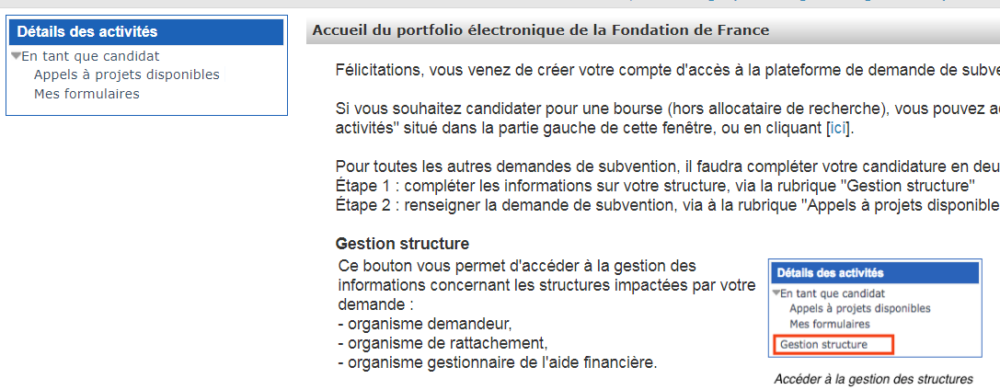 Détails des activités
En tant que candidat
Appels à projets disponibles
Mes formulaires
Accueil du portfolio électronique de la Fondation de France
Félicitations, vous venez de créer votre compte d'accès à la plateforme de demande de subve
Si vous souhaitez candidater pour une bourse (hors allocataire de recherche), vous pouvez a
activités" situé dans la partie gauche de cette fenêtre, ou en cliquant [ici].
Pour toutes les autres demandes de subvention, il faudra compléter votre candidature en deu
Étape 1 : compléter les informations sur votre structure, via la rubrique "Gestion structure"
Étape 2 : renseigner la demande de subvention, via à la rubrique "Appels à projets disponible
Gestion structure
Ce bouton vous permet d'accéder à la gestion des
informations concernant les structures impactées par votre
demande :
- organisme demandeur,
- organisme de rattachement,
- organisme gestionnaire de l'aide financière.
Détails des activités
En tant que candidat
Appels à projets disponibles
Mes formulaires
Gestion structure
Accéder à la gestion des structures